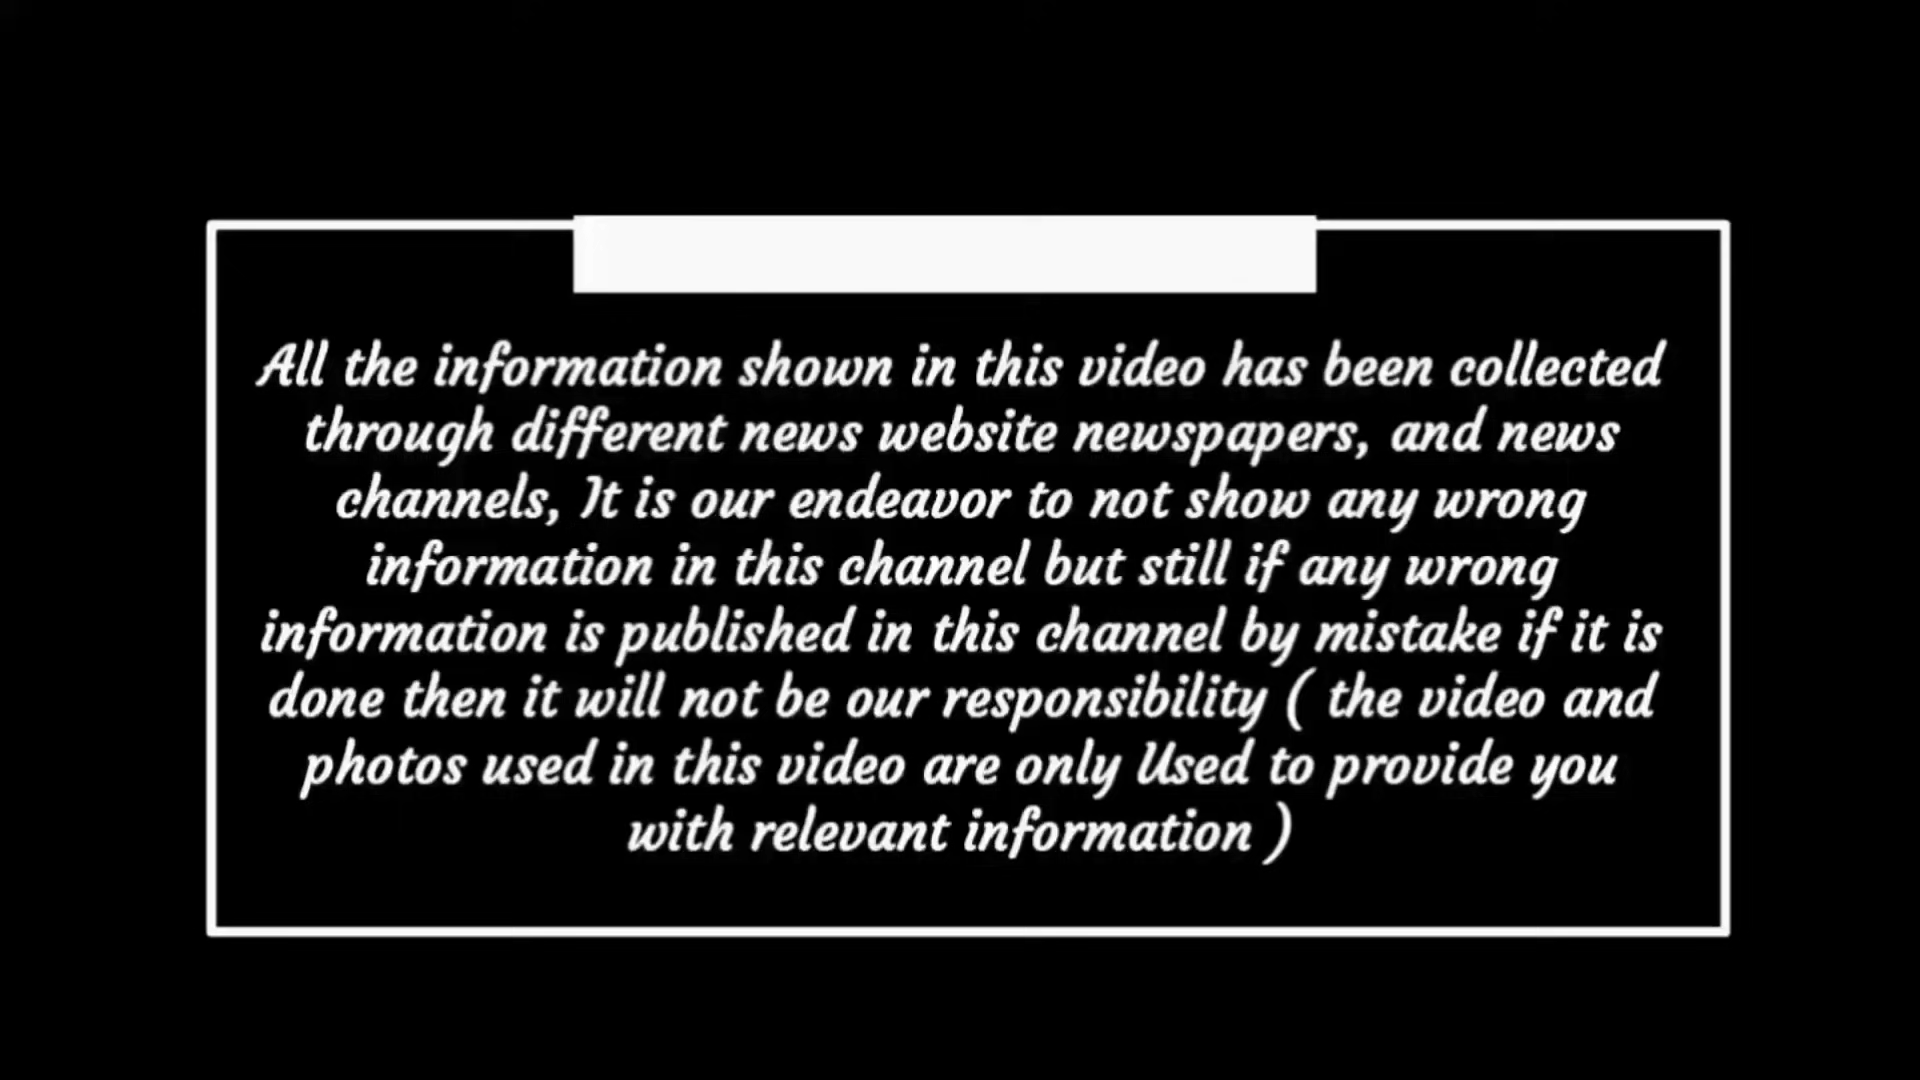 All the information shown in this video has been collected
through different news website newspapers, and news
channels, It is our endeavor to not show any wrong
information in this channel but still if any wrong
information is published in this channel by mistake if it is
done then it will not be our responsibility ( the video and
photos used in this video are only Used to provide you
with relevant information )